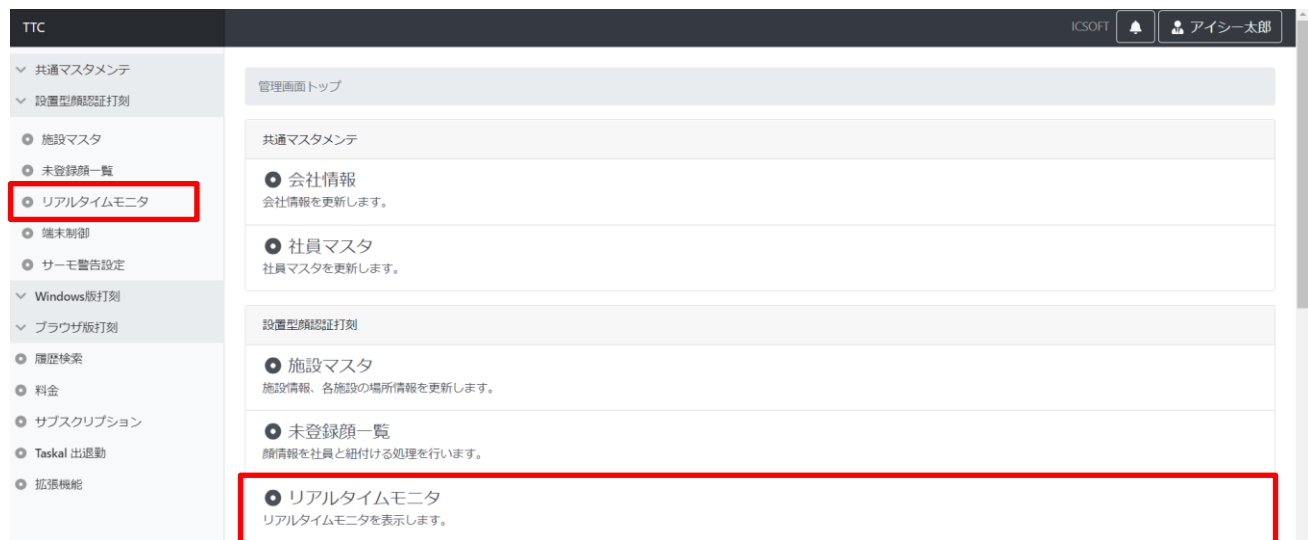 TTC
ICSOFT
アイシー太郎
共通マスタメンテ
設置型顔認証打刻
施設マスタ
未登録顔一覧
リアルタイムモニタ
端末制御
サーモ警告設定
Windows版打刻
ブラウザ版打刻
履歴検索
料金
サブスクリプション
Taskal 出退勤
拡張機能
管理画面トップ
共通マスタメンテ
会社情報
会社情報を更新します。
社員マスタ
社員マスタを更新します。
設置型顔認証打刻
施設マスタ
施設情報、各施設の場所情報を更新します。
未登録顔一覧
顔情報を社員と紐付ける処理を行います。
リアルタイムモニタ
リアルタイムモニタを表示します。